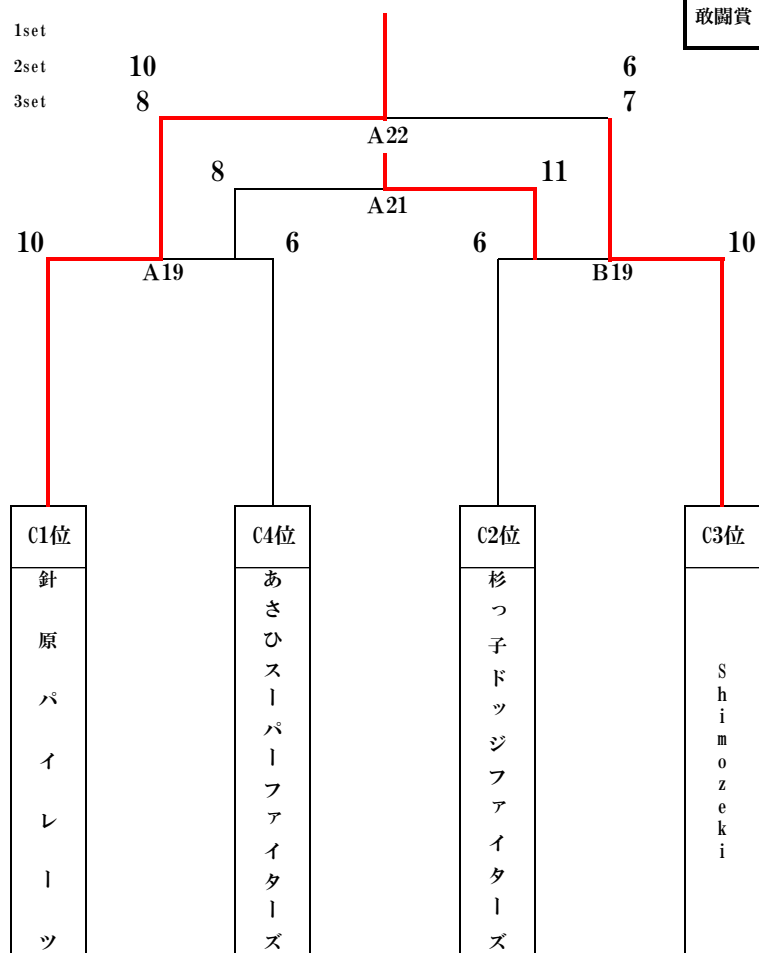 敢闘賞
1set
2set 10 6
3set 8 7
A22
8 11
A21
10 6 6 10
A19 B19
C1位 C4位 C2位 C3位
針原パイレーツ
あさひスーパーファイターズ
杉っ子ドッジファイターズ
Shimozeki